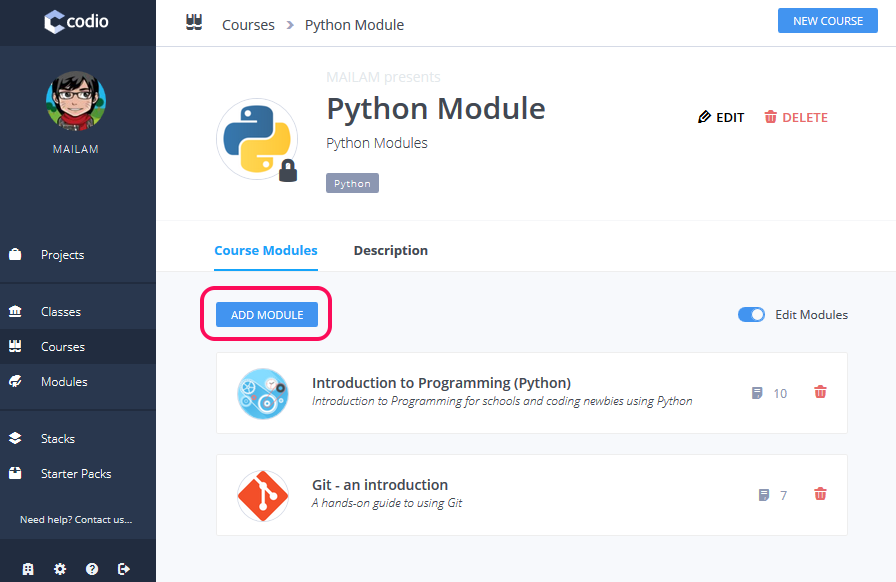 codio
MAILAM
Projects
Classes
Courses
Modules
Stacks
Starter Packs
Need help? Contact us...
Courses > Python Module
NEW COURSE
MAILAM presents
Python Module
Python Modules
Python
EDIT
DELETE
Course Modules
Description
ADD MODULE
Edit Modules
Introduction to Programming (Python)
Introduction to Programming for schools and coding newbies using Python
10
Git - an introduction
A hands-on guide to using Git
7